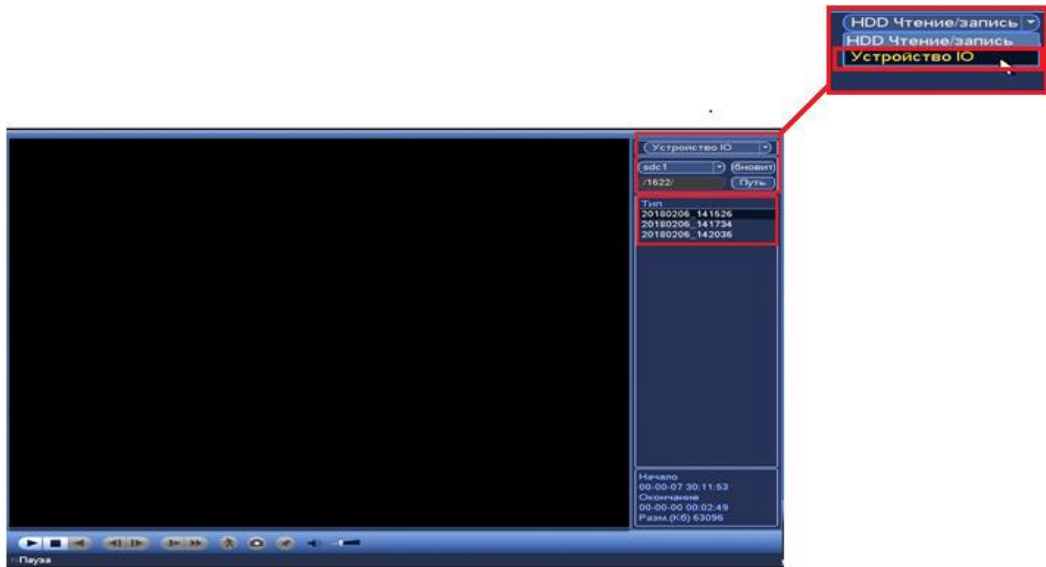 HDD Чтение/запись
HDD Чтение/запись
Устройство IO
Устройство IO
sdc1
бновит
/1622/
Путь
Тип
20180206_141526
20180206_141734
20180206_142036
Начало
00-00-07 30:11:53
Окончание
00-00-00 00:02:49
Разм.(Кб) 63096
Пауза